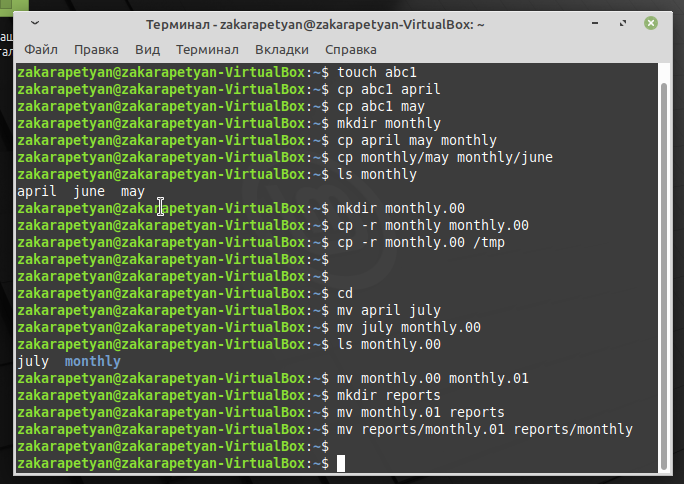 Терминал - zakarapetyan@zakarapetyan-VirtualBox: ~
Файл Правка Вид Терминал Вкладки Справка
zakarapetyan@zakarapetyan-VirtualBox:~$ touch abc1
zakarapetyan@zakarapetyan-VirtualBox:~$ cp abc1 april
zakarapetyan@zakarapetyan-VirtualBox:~$ cp abc1 may
zakarapetyan@zakarapetyan-VirtualBox:~$ mkdir monthly
zakarapetyan@zakarapetyan-VirtualBox:~$ cp april may monthly
zakarapetyan@zakarapetyan-VirtualBox:~$ cp monthly/may monthly/june
zakarapetyan@zakarapetyan-VirtualBox:~$ ls monthly
april june may
zakarapetyan@zakarapetyan-VirtualBox:~$ mkdir monthly.00
zakarapetyan@zakarapetyan-VirtualBox:~$ cp -r monthly monthly.00
zakarapetyan@zakarapetyan-VirtualBox:~$ cp -r monthly.00 /tmp
zakarapetyan@zakarapetyan-VirtualBox:~$
zakarapetyan@zakarapetyan-VirtualBox:~$
zakarapetyan@zakarapetyan-VirtualBox:~$ cd
zakarapetyan@zakarapetyan-VirtualBox:~$ mv april july
zakarapetyan@zakarapetyan-VirtualBox:~$ mv july monthly.00
zakarapetyan@zakarapetyan-VirtualBox:~$ ls monthly.00
july monthly
zakarapetyan@zakarapetyan-VirtualBox:~$ mv monthly.00 monthly.01
zakarapetyan@zakarapetyan-VirtualBox:~$ mkdir reports
zakarapetyan@zakarapetyan-VirtualBox:~$ mv monthly.01 reports
zakarapetyan@zakarapetyan-VirtualBox:~$ mv reports/monthly.01 reports/monthly
zakarapetyan@zakarapetyan-VirtualBox:~$
zakarapetyan@zakarapetyan-VirtualBox:~$